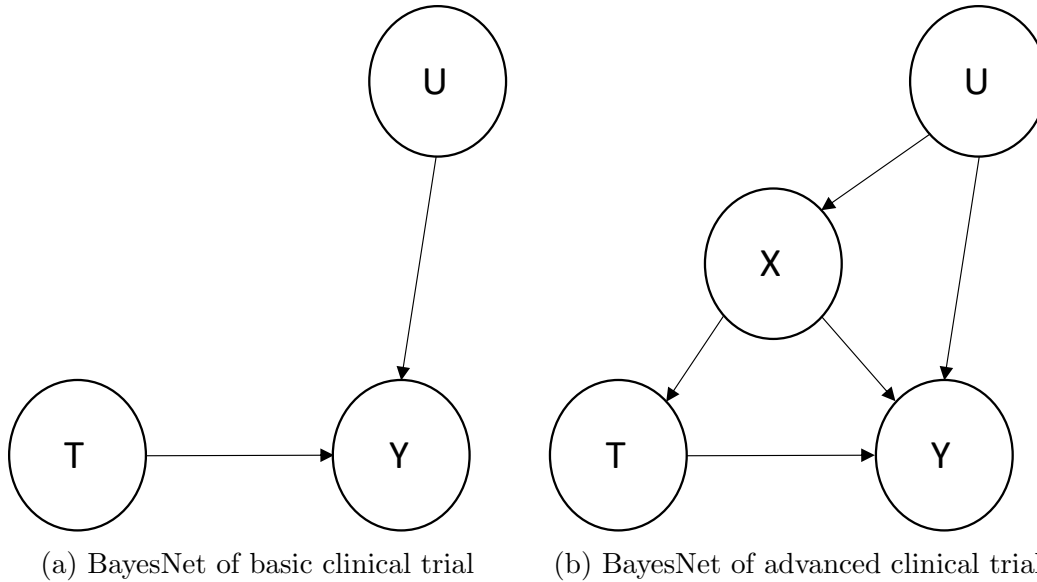 U
U
X
T
Y
T
Y
(a) BayesNet of basic clinical trial
(b) BayesNet of advanced clinical trial